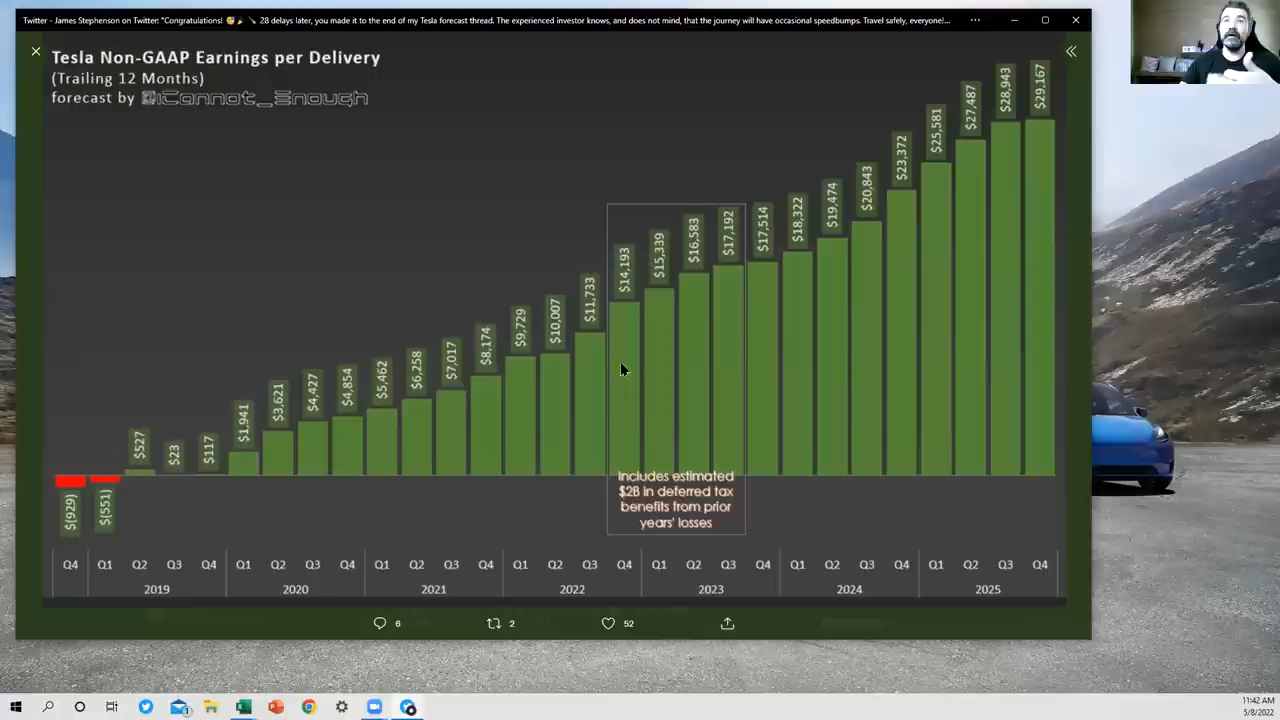 Twitter - James Stephenson on Twitter: "Congratulations! 🥳🎉 🍾 28 delays later, you made it to the end of my Tesla forecast thread. The experienced investor knows, and does not mind, that the journey will have occasional speedbumps. Travel safely, everyone!...
Tesla Non-GAAP Earnings per Delivery
(Trailing 12 Months)
forecast by iCannot_Enough
$(929) $(551) $527 $23 $117 $1,941 $3,621 $4,427 $4,854 $5,462 $6,258 $7,017 $8,174 $9,729 $10,007 $11,733 $14,193 $15,339 $16,583 $17,192 $17,514 $18,322 $19,474 $20,843 $23,372 $25,581 $27,487 $28,943 $29,167
Includes estimated
$2B in deferred tax
benefits from prior
years' losses
Q4 Q1 Q2 Q3 Q4 Q1 Q2 Q3 Q4 Q1 Q2 Q3 Q4 Q1 Q2 Q3 Q4 Q1 Q2 Q3 Q4 Q1 Q2 Q3 Q4 Q1 Q2 Q3 Q4
2019 2020 2021 2022 2023 2024 2025
6 2 52
1
11:42 AM
5/8/2022